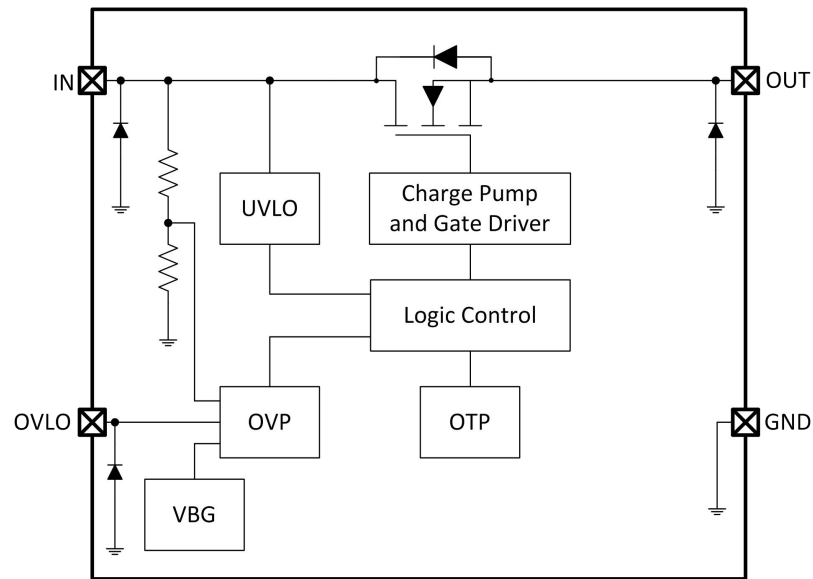 IN
OUT
UVLO
Charge Pump
and Gate Driver
Logic Control
OVLO
OVP
OTP
GND
VBG